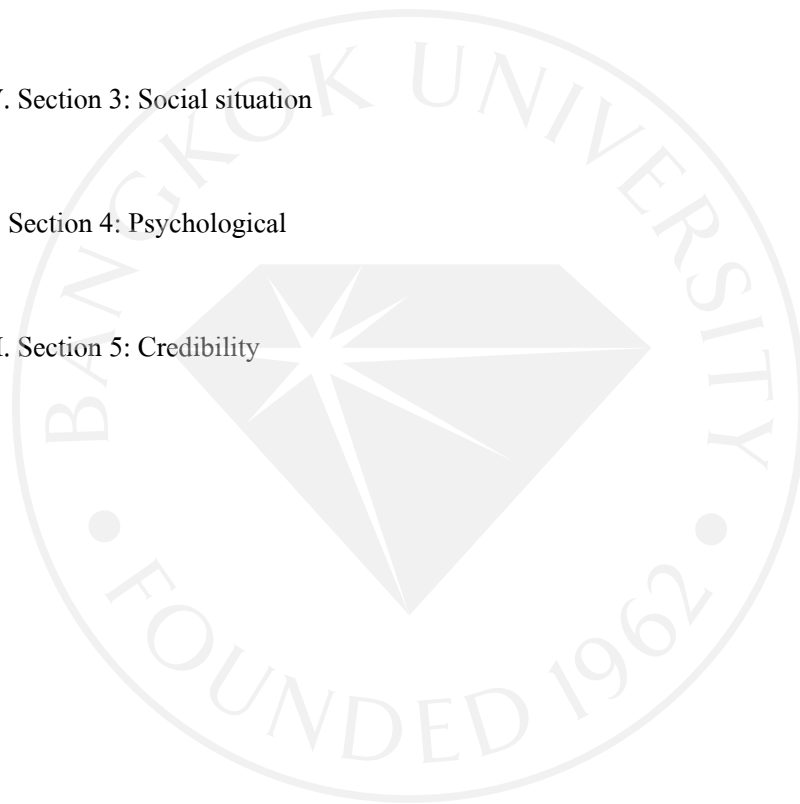 . Section 3: Social situation
Section 4: Psychological
. Section 5: Credibility
BANGKOK UNIVERSITY
FOUNDED 1962